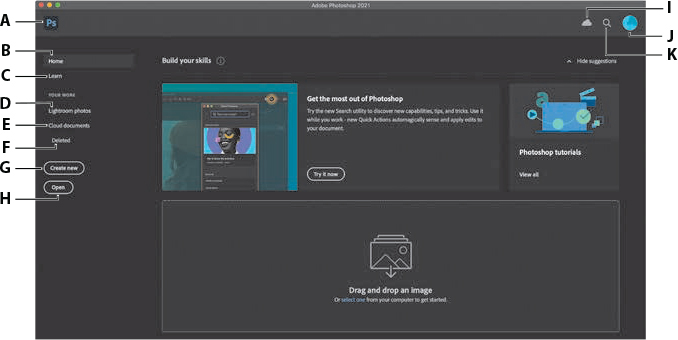 Adobe Photoshop 2021
A
Ps
I
J
K
B
Home
C
Learn
YOUR WORK
D
Lightroom photos
E
Cloud documents
F
Deleted
G
Create new
H
Open
Build your skills
Hide suggestions
Get the most out of Photoshop
Try the new Search utility to discover new capabilities, tips, and tricks. Use it
while you work - new Quick Actions automagically sense and apply edits to
your document.
Try it now
Photoshop tutorials
View all
Drag and drop an image
Or select one from your computer to get started.